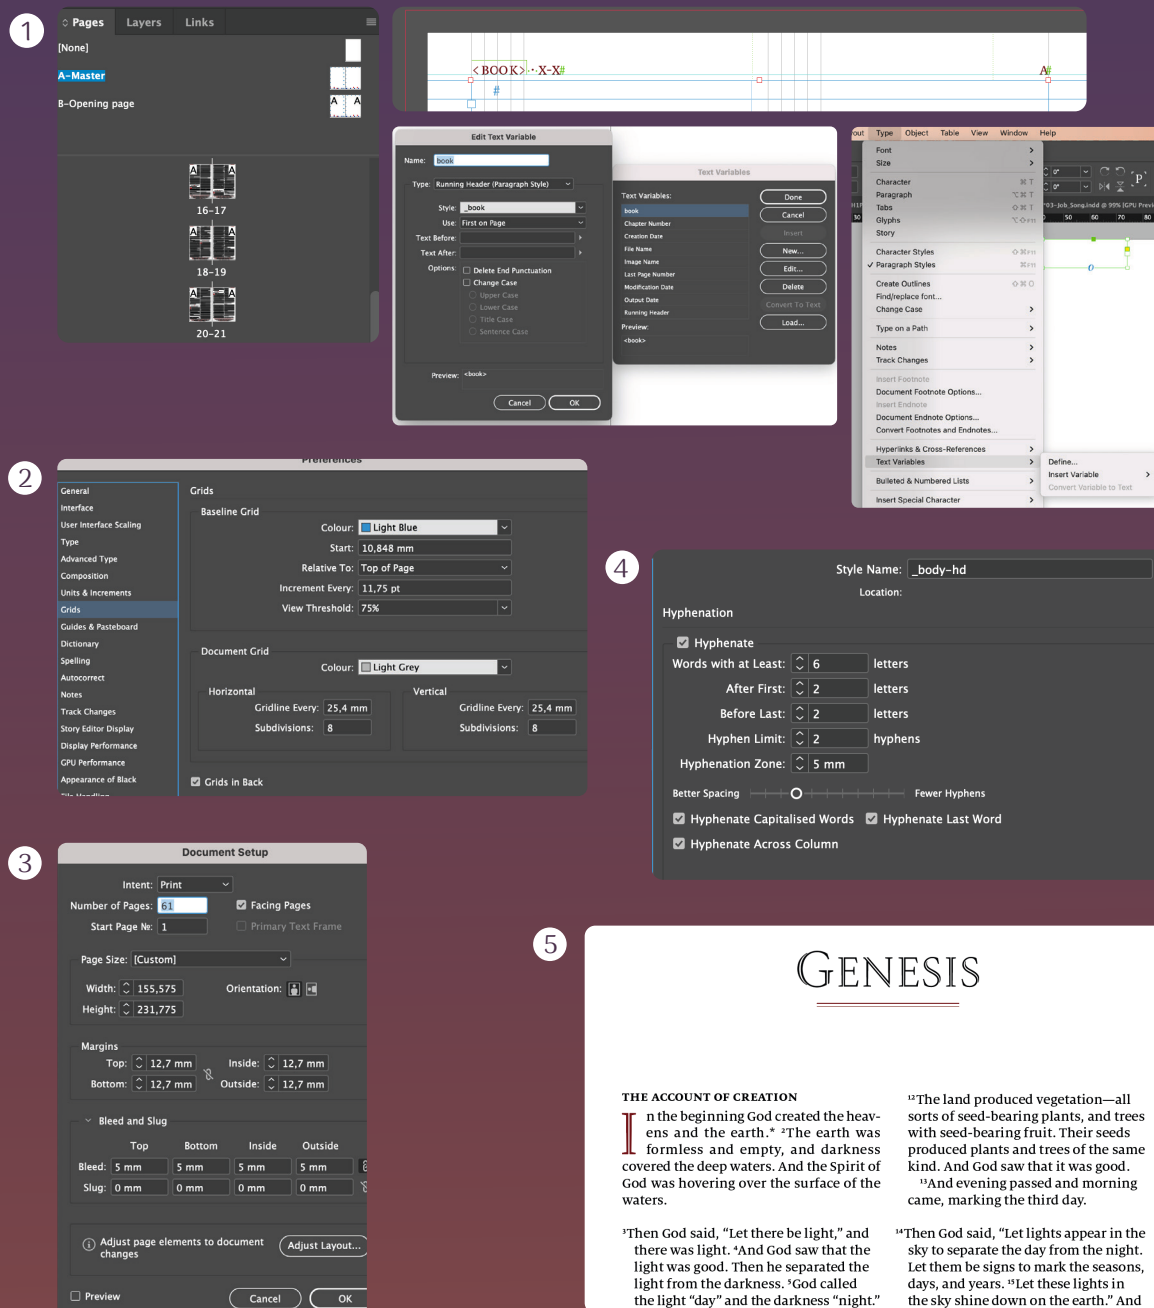 1
Pages Layers Links
[None]
A-Master
B-Opening page
A A
A A
16-17
A A
18-19
A A
20-21
<BOOK> X-X#
A#
#
Edit Text Variable
Name: book
Type: Running Header (Paragraph Style)
Style: _book
Use: First on Page
Text Before:
Text After:
Options: Delete End Punctuation
Change Case
Upper Case
Lower Case
Title Case
Sentence Case
Preview: <book>
Cancel OK
Text Variables
Text Variables:
book
Chapter Number
Creation Date
File Name
Image Name
Last Page Number
Modification Date
Output Date
Running Header
Preview:
<book>
Done
Cancel
Insert
New...
Edit...
Delete
Convert To Text
Load...
out Type Object Table View Window Help
Font
Size
Character ⌘ T
Paragraph ⌥⌘ T
Tabs ⇧⌘ T
Glyphs ⌥⇧F11
Story
Character Styles ⇧⌘F11
✓ Paragraph Styles ⌘F11
Create Outlines ⇧⌘ O
Find/replace font...
Change Case
Type on a Path
Notes
Track Changes
Insert Footnote
Document Footnote Options...
Insert Endnote
Document Endnote Options...
Convert Footnotes and Endnotes...
Hyperlinks & Cross-References
Text Variables
Bulleted & Numbered Lists
Insert Special Character
Define...
Insert Variable
Convert Variable to Text
0°
0°
P
*03-Job_Song.indd @ 99% [GPU Previ
30 50 60 70 80
2
Preferences
General
Interface
User Interface Scaling
Type
Advanced Type
Composition
Units & Increments
Grids
Guides & Pasteboard
Dictionary
Spelling
Autocorrect
Notes
Track Changes
Story Editor Display
Display Performance
GPU Performance
Appearance of Black
File Handling
Grids
Baseline Grid
Colour: Light Blue
Start: 10,848 mm
Relative To: Top of Page
Increment Every: 11,75 pt
View Threshold: 75%
Document Grid
Colour: Light Grey
Horizontal
Gridline Every: 25,4 mm
Subdivisions: 8
Vertical
Gridline Every: 25,4 mm
Subdivisions: 8
Grids in Back
4
Style Name: _body-hd
Location:
Hyphenation
Hyphenate
Words with at Least: 6 letters
After First: 2 letters
Before Last: 2 letters
Hyphen Limit: 2 hyphens
Hyphenation Zone: 5 mm
Better Spacing Fewer Hyphens
Hyphenate Capitalised Words Hyphenate Last Word
Hyphenate Across Column
3
Document Setup
Intent: Print
Number of Pages: 61 Facing Pages
Start Page №: 1 Primary Text Frame
Page Size: [Custom]
Width: 155,575 Orientation:
Height: 231,775
Margins
Top: 12,7 mm Inside: 12,7 mm
Bottom: 12,7 mm Outside: 12,7 mm
Bleed and Slug
Top Bottom Inside Outside
Bleed: 5 mm 5 mm 5 mm 5 mm
Slug: 0 mm 0 mm 0 mm 0 mm
Adjust page elements to document
changes
Adjust Layout...
Preview Cancel OK
5
GENESIS
THE ACCOUNT OF CREATION
In the beginning God created the heav-
ens and the earth.* ²The earth was
formless and empty, and darkness
covered the deep waters. And the Spirit of
God was hovering over the surface of the
waters.
³Then God said, “Let there be light,” and
there was light. ⁴And God saw that the
light was good. Then he separated the
light from the darkness. ⁵God called
the light “day” and the darkness “night.”
¹²The land produced vegetation—all
sorts of seed-bearing plants, and trees
with seed-bearing fruit. Their seeds
produced plants and trees of the same
kind. And God saw that it was good.
¹³And evening passed and morning
came, marking the third day.
¹⁴Then God said, “Let lights appear in the
sky to separate the day from the night.
Let them be signs to mark the seasons,
days, and years. ¹⁵Let these lights in
the sky shine down on the earth.” And